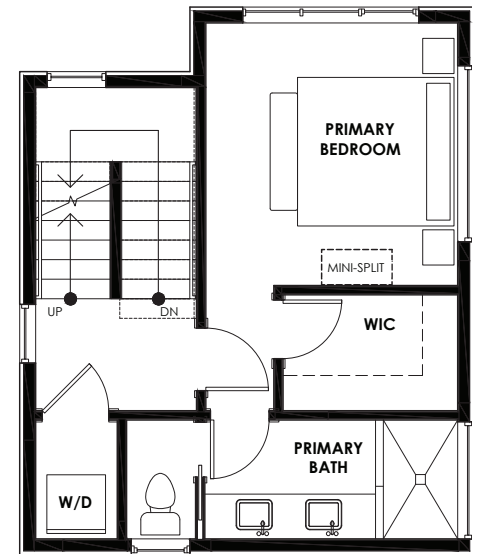 PRIMARY
BEDROOM
MINI-SPLIT
UP
DN
WIC
PRIMARY
BATH
W/D